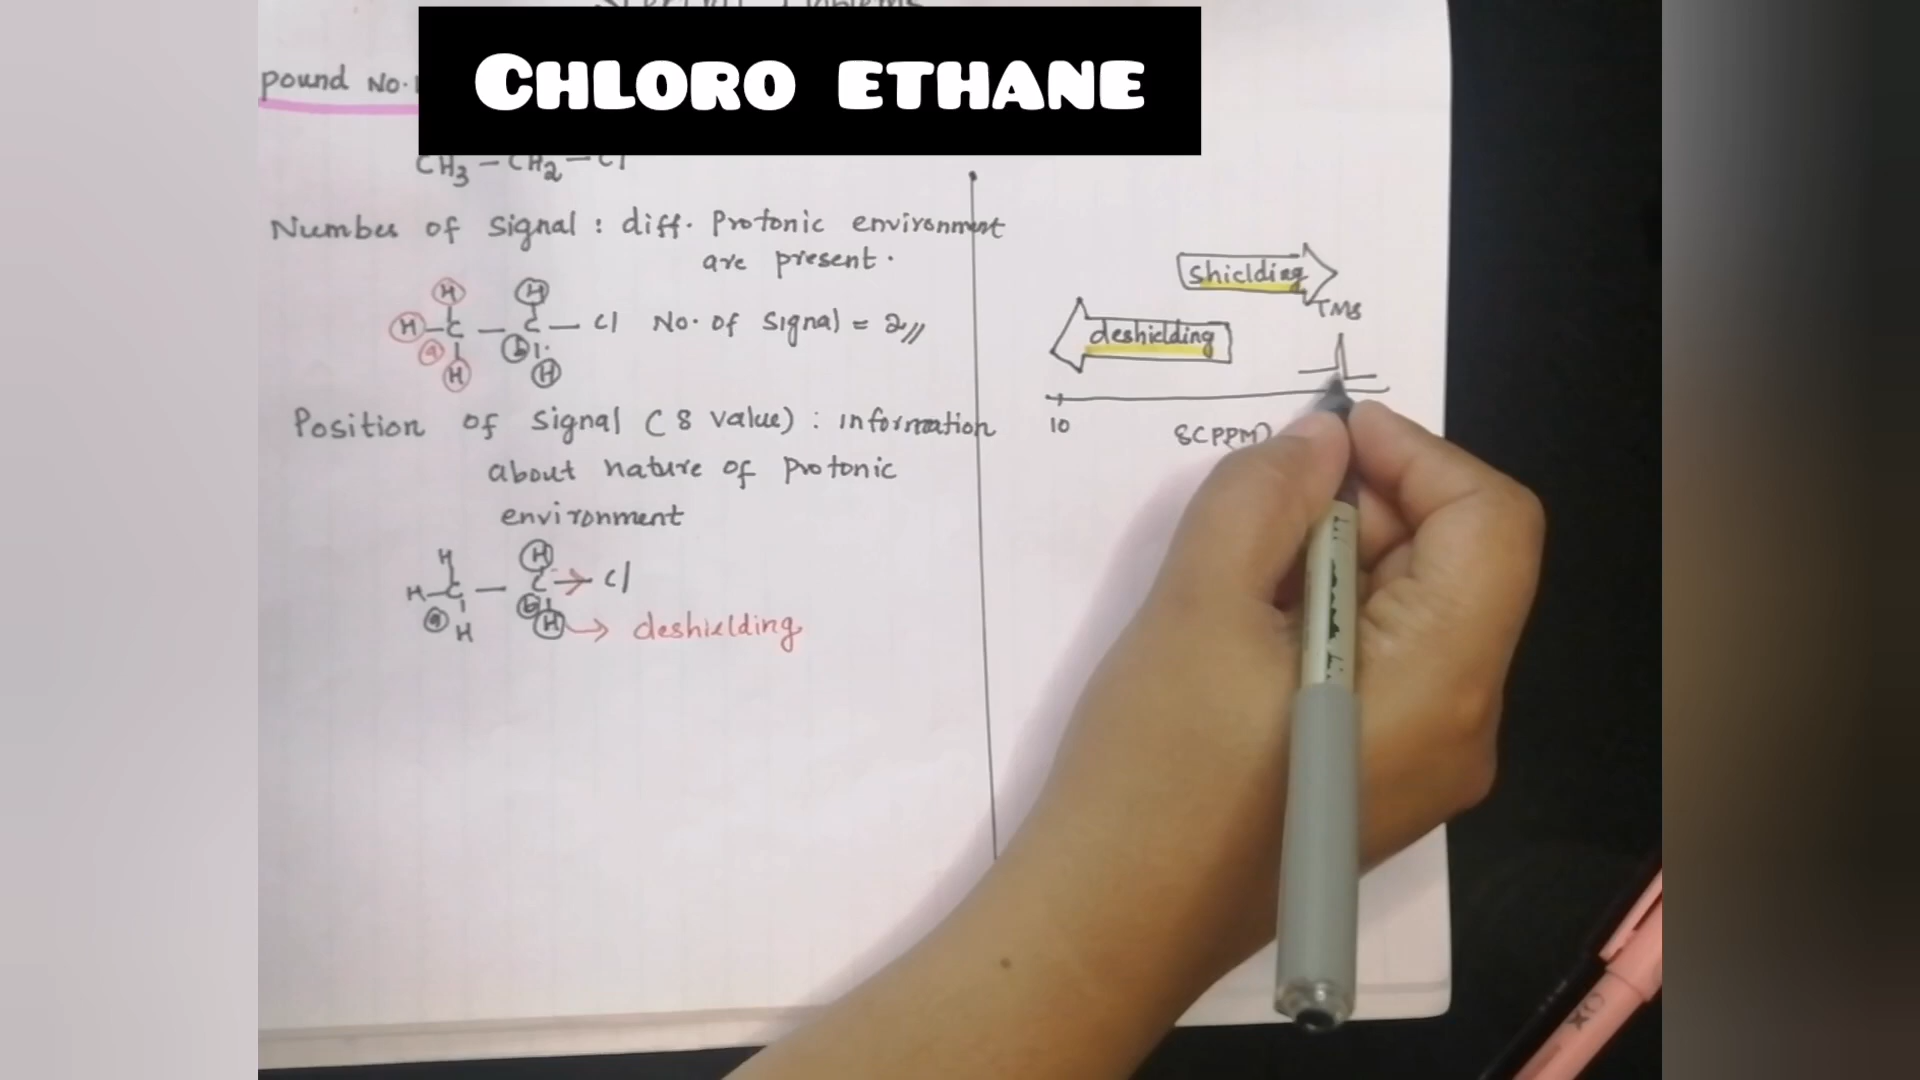 CHLORO ETHANE
pound No.1
CH3 - CH2 - Cl
Number of signal : diff. protonic environment
are present.
H H
H - C - C - Cl No. of signal = 2//
a b
H H
Position of signal (δ value) : information
about nature of protonic
environment
H H
H - C - C → Cl
a b
H H → deshielding
shielding
TMS
deshielding
10 δ(PPM)